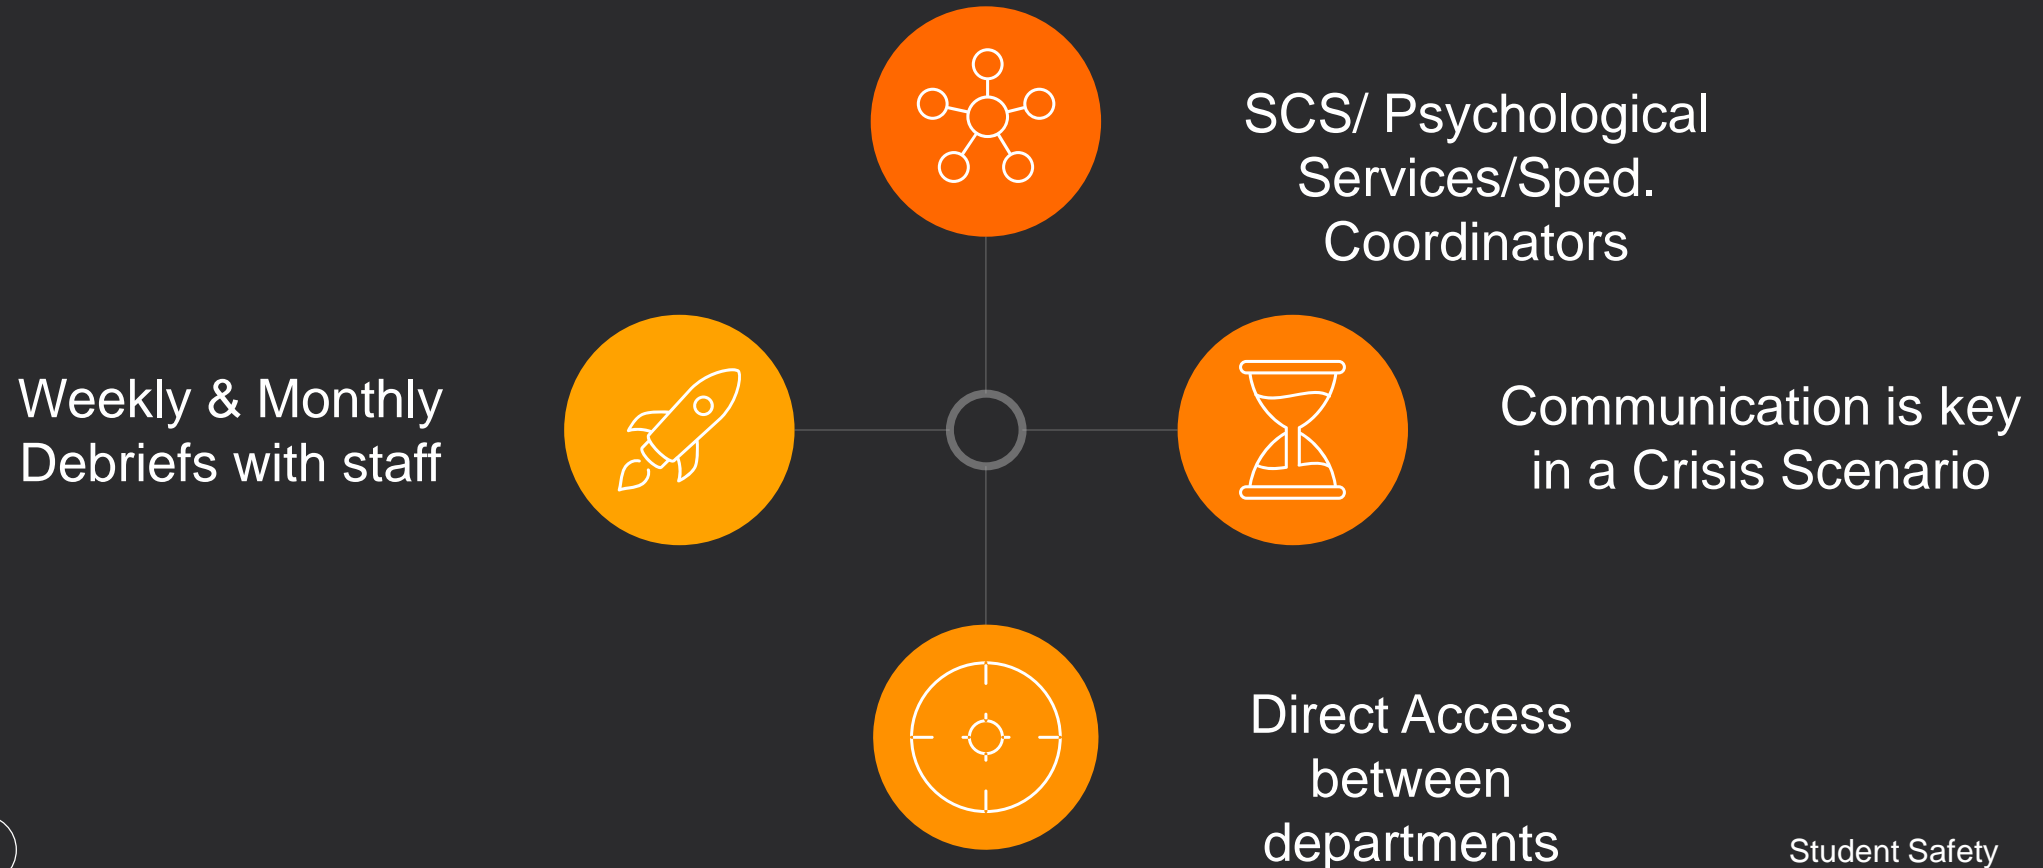 SCS/ Psychological
Services/Sped.
Coordinators
Weekly & Monthly
Debriefs with staff
Communication is key
in a Crisis Scenario
Direct Access
between
departments
Student Safety